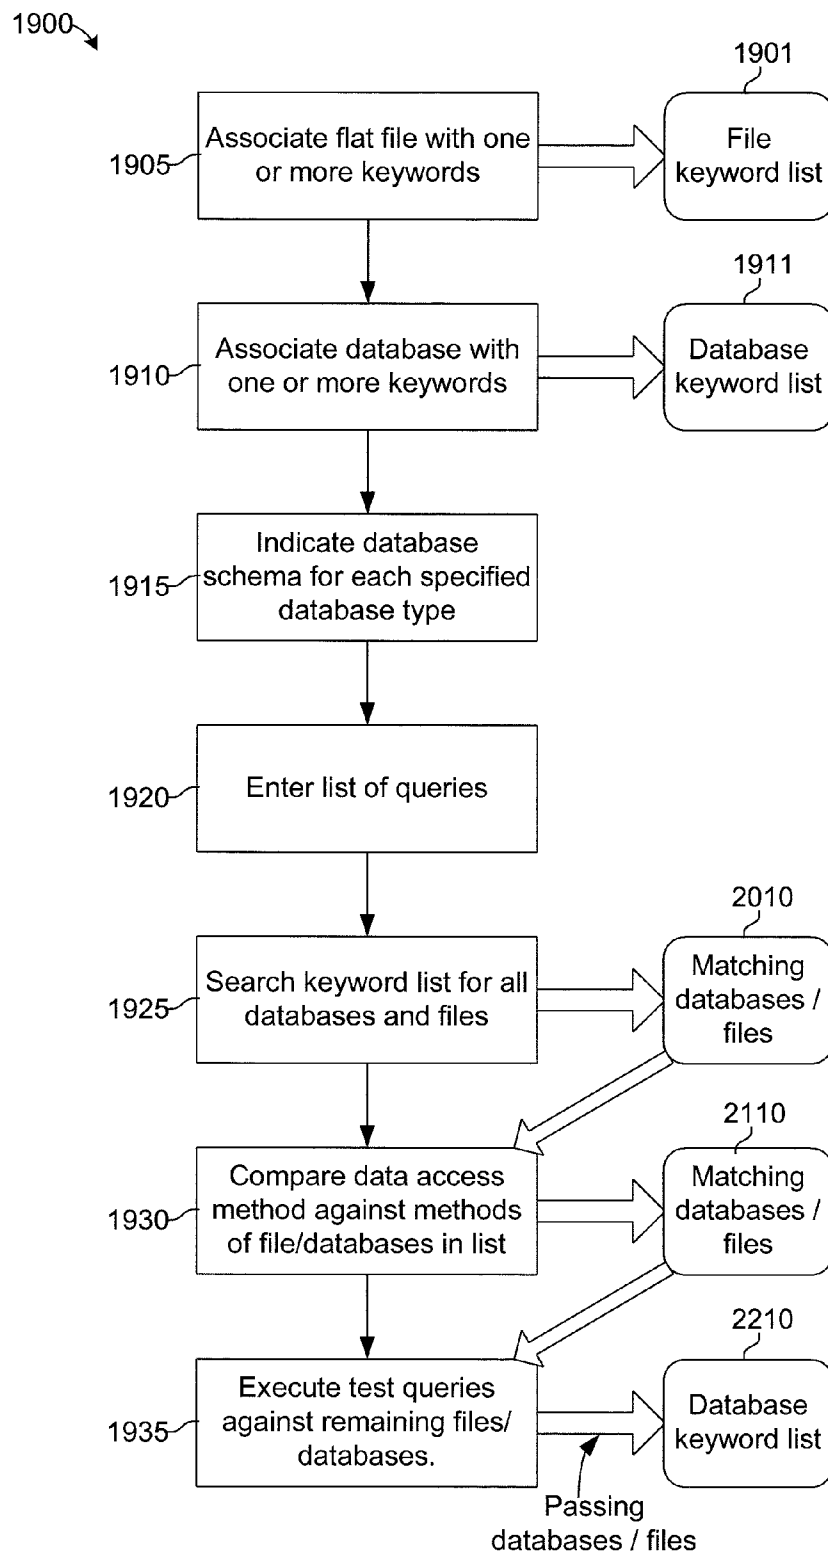 1900
1901
Associate flat file with one
or more keywords
1905
File
keyword list
1911
Associate database with
one or more keywords
1910
Database
keyword list
Indicate database
schema for each specified
database type
1915
Enter list of queries
1920
2010
Search keyword list for all
databases and files
1925
Matching
databases /
files
2110
Compare data access
method against methods
of file/databases in list
1930
Matching
databases /
files
2210
Execute test queries
against remaining files/
databases.
1935
Database
keyword list
Passing
databases / files